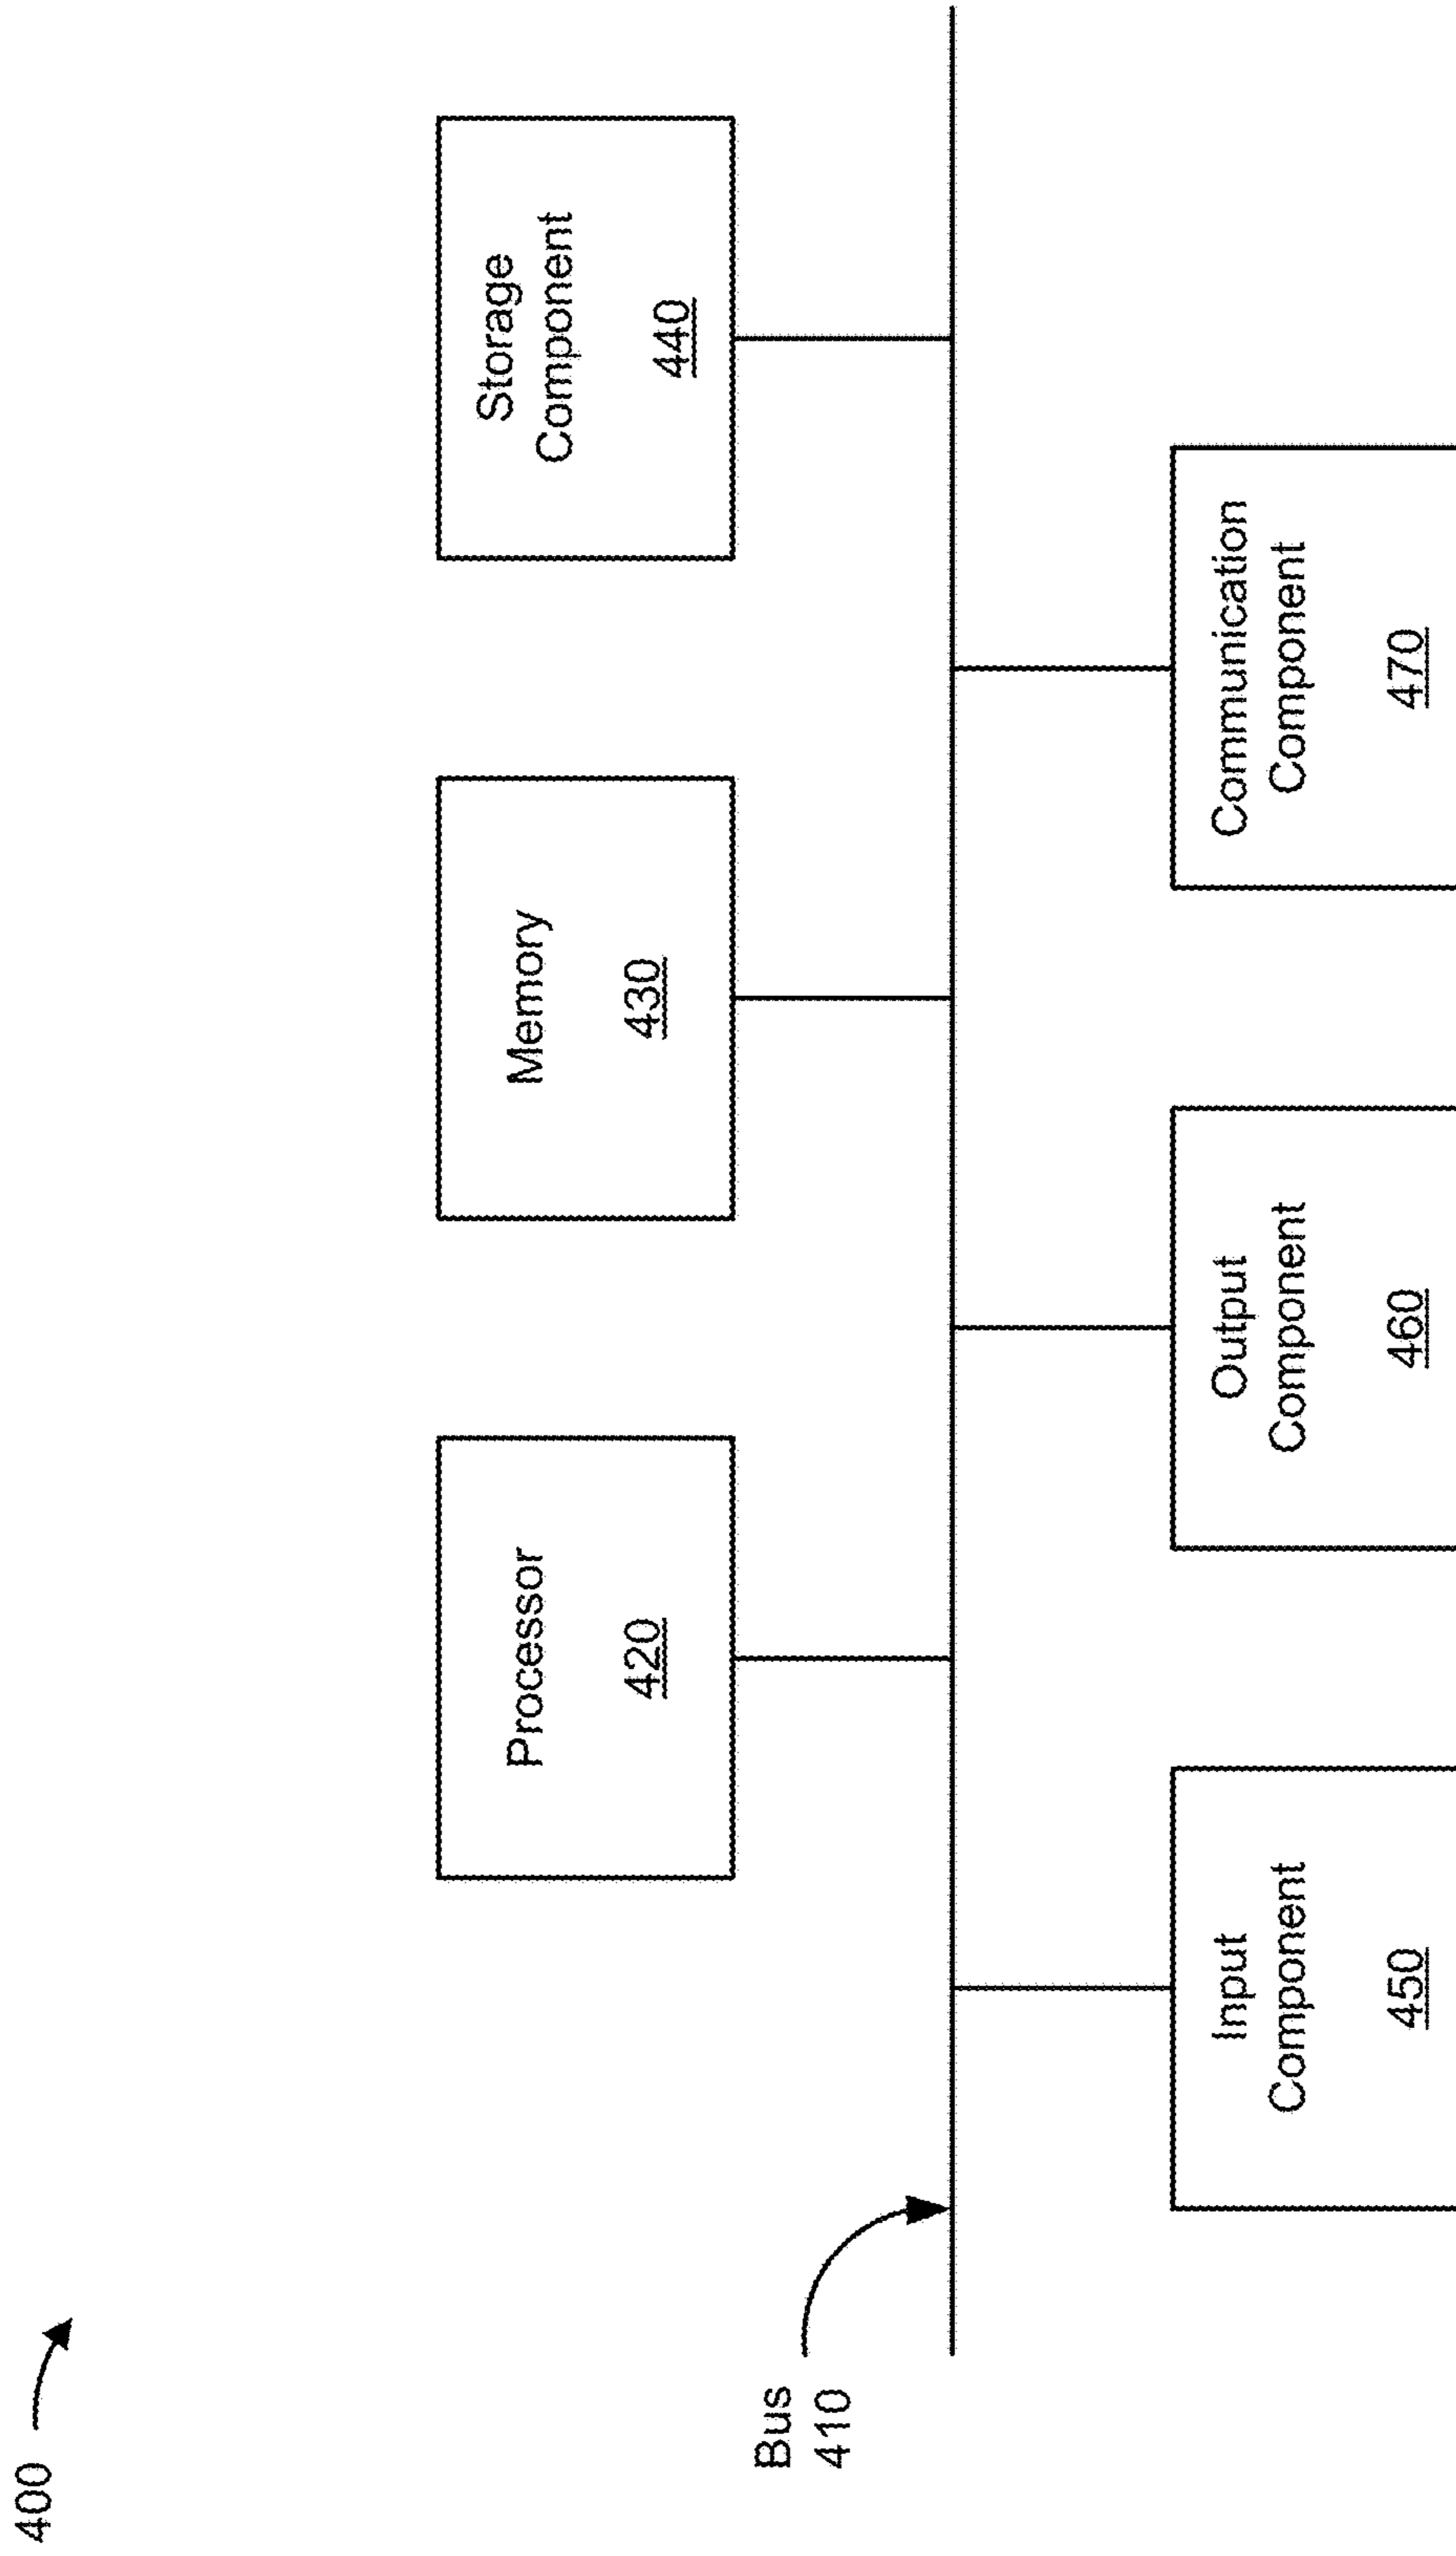 400
Processor
420
Memory
430
Storage
Component
440
Bus
410
Input
Component
450
Output
Component
460
Communication
Component
470